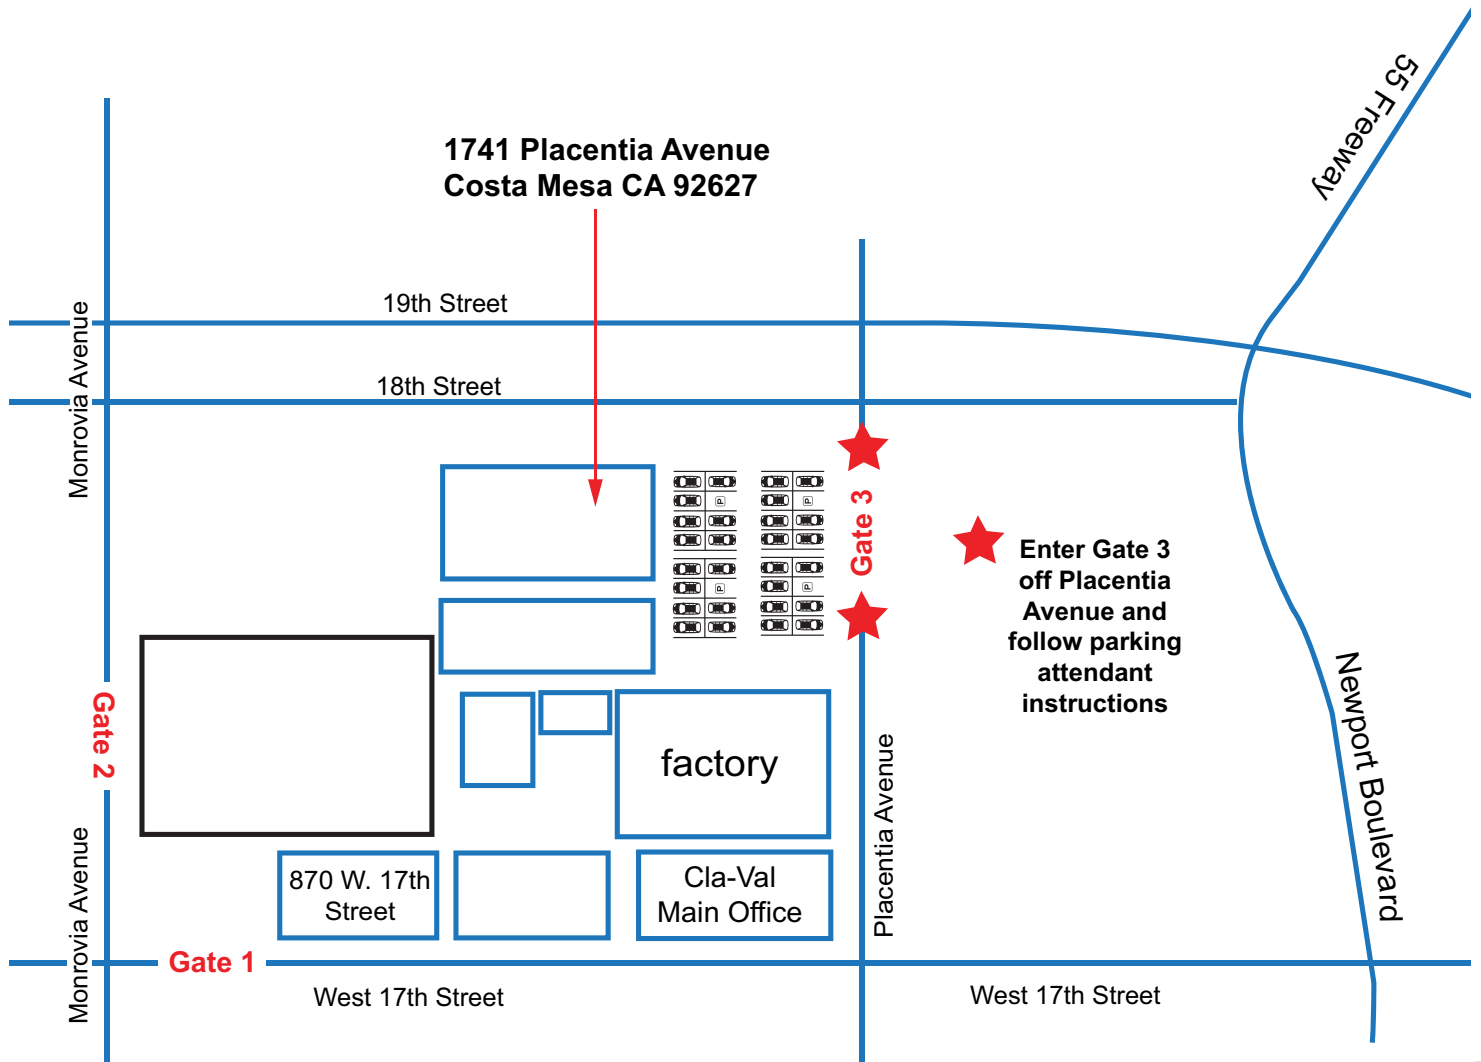 55 Freeway
1741 Placentia Avenue
Costa Mesa CA 92627
19th Street
Monrovia Avenue
18th Street
Gate 3
P
P
P
P
Enter Gate 3
off Placentia
Avenue and
follow parking
attendant
instructions
Gate 2
factory
Newport Boulevard
Placentia Avenue
Monrovia Avenue
870 W. 17th
Street
Cla-Val
Main Office
Gate 1
West 17th Street
West 17th Street